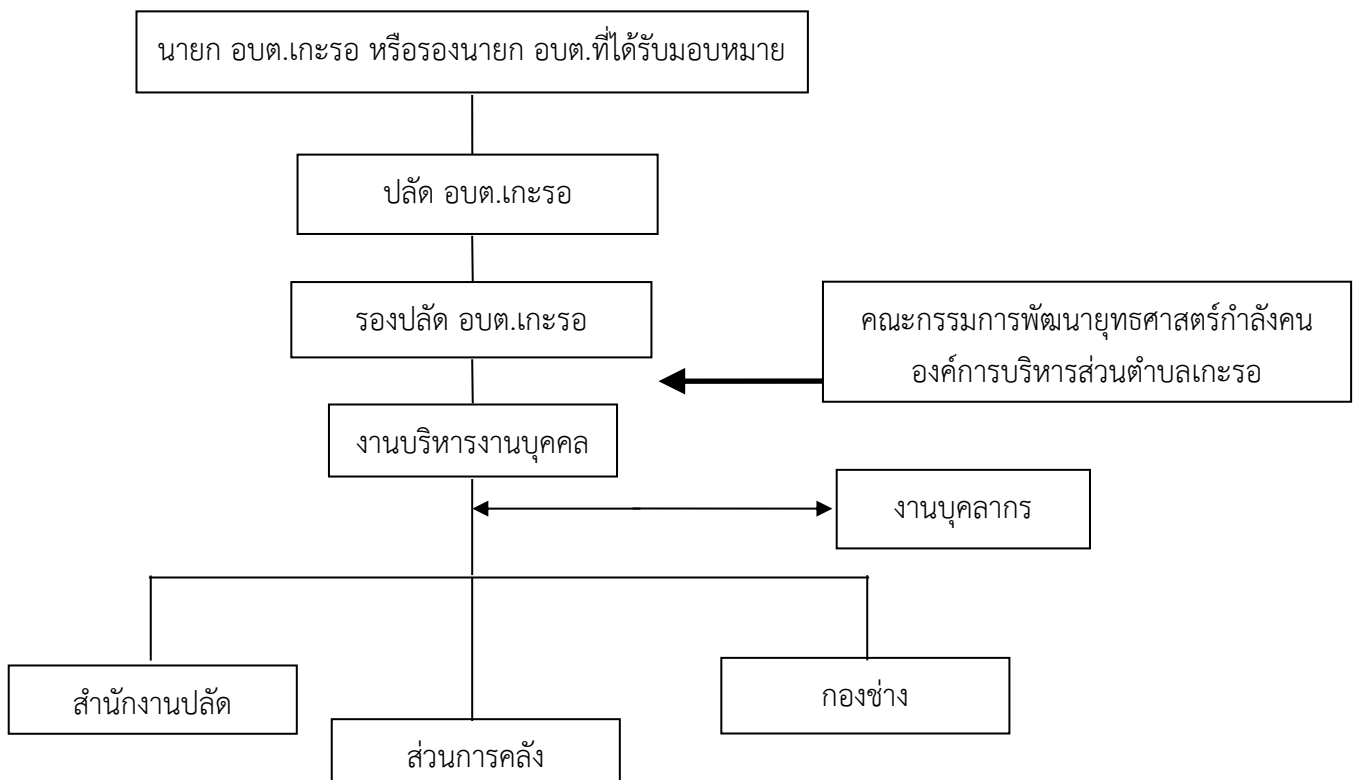 นายก อบต.เกะรอ หรือรองนายก อบต.ที่ได้รับมอบหมาย
ปลัด อบต.เกะรอ
รองปลัด อบต.เกะรอ
คณะกรรมการพัฒนายุทธศาสตร์กำลังคน
องค์การบริหารส่วนตำบลเกะรอ
งานบริหารงานบุคคล
งานบุคลากร
สำนักงานปลัด
กองช่าง
ส่วนการคลัง